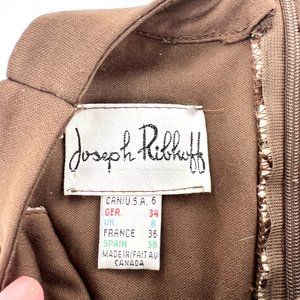 Joseph Ribkoff
CAN/U.S.A. 6
GER. 34
UK 8
FRANCE 36
SPAIN 38
MADE IN/FAIT AU
CANADA